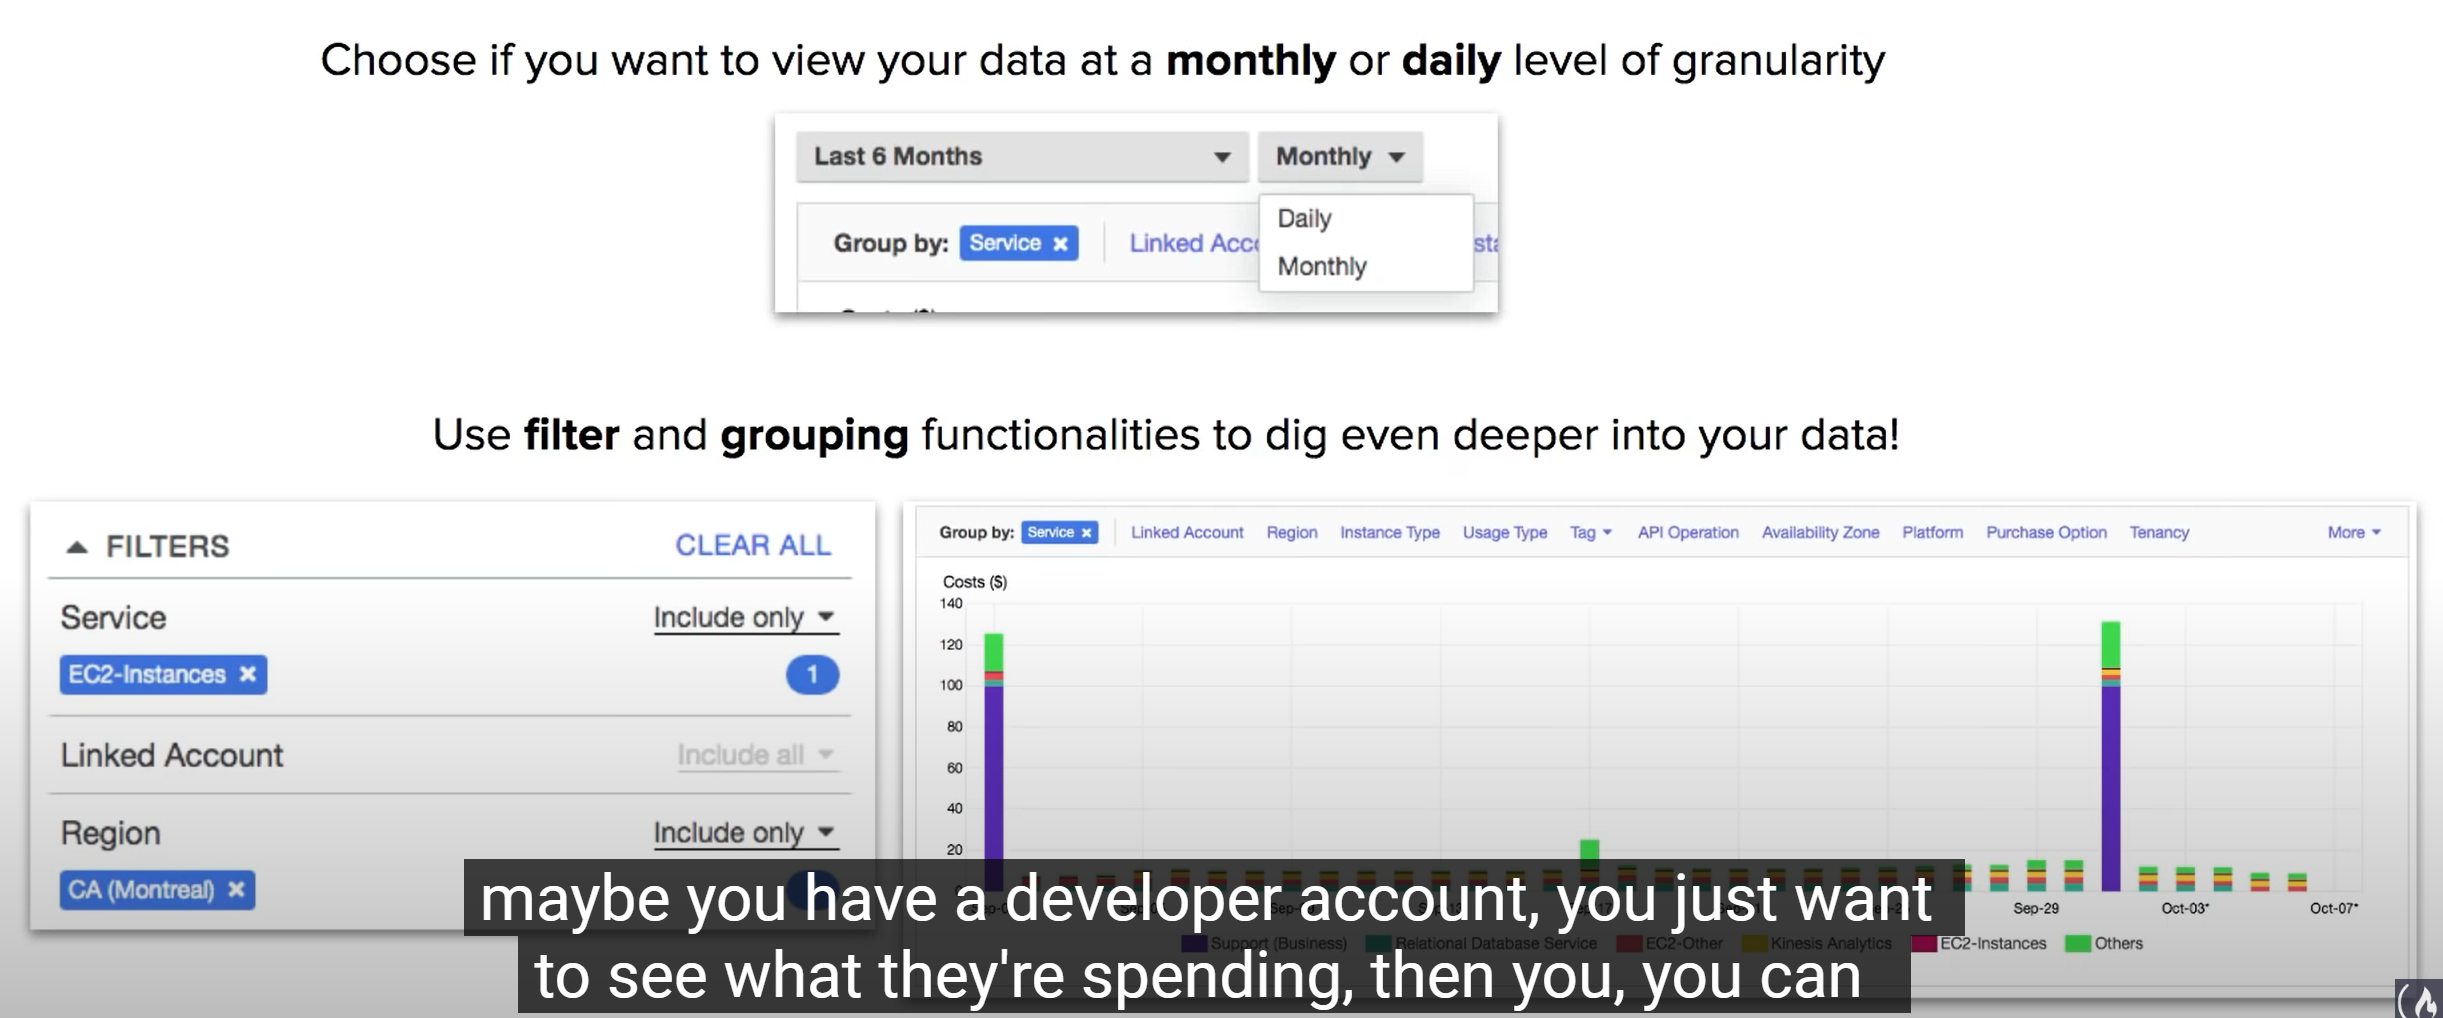 Choose if you want to view your data at a monthly or daily level of granularity
Last 6 Months Monthly
Daily
Monthly
Group by: Service × Linked Acc
Use filter and grouping functionalities to dig even deeper into your data!
FILTERS CLEAR ALL
Service Include only
EC2-Instances × 1
Linked Account Include all
Region Include only
CA (Montreal) ×
Group by: Service × Linked Account Region Instance Type Usage Type Tag API Operation Availability Zone Platform Purchase Option Tenancy More
Costs ($)
140
120
100
80
60
40
20
Sep-29 Oct-03* Oct-07*
Support (Business) Relational Database Service EC2-Other Kinesis Analytics EC2-Instances Others
maybe you have a developer account, you just want
to see what they're spending, then you, you can